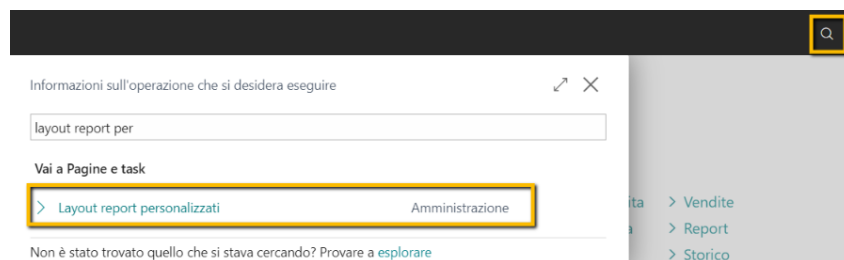 Informazioni sull'operazione che si desidera eseguire
layout report per
Vai a Pagine e task
Layout report personalizzati Amministrazione
ita > Vendite
> Report
Non è stato trovato quello che si stava cercando? Provare a esplorare
> Storico